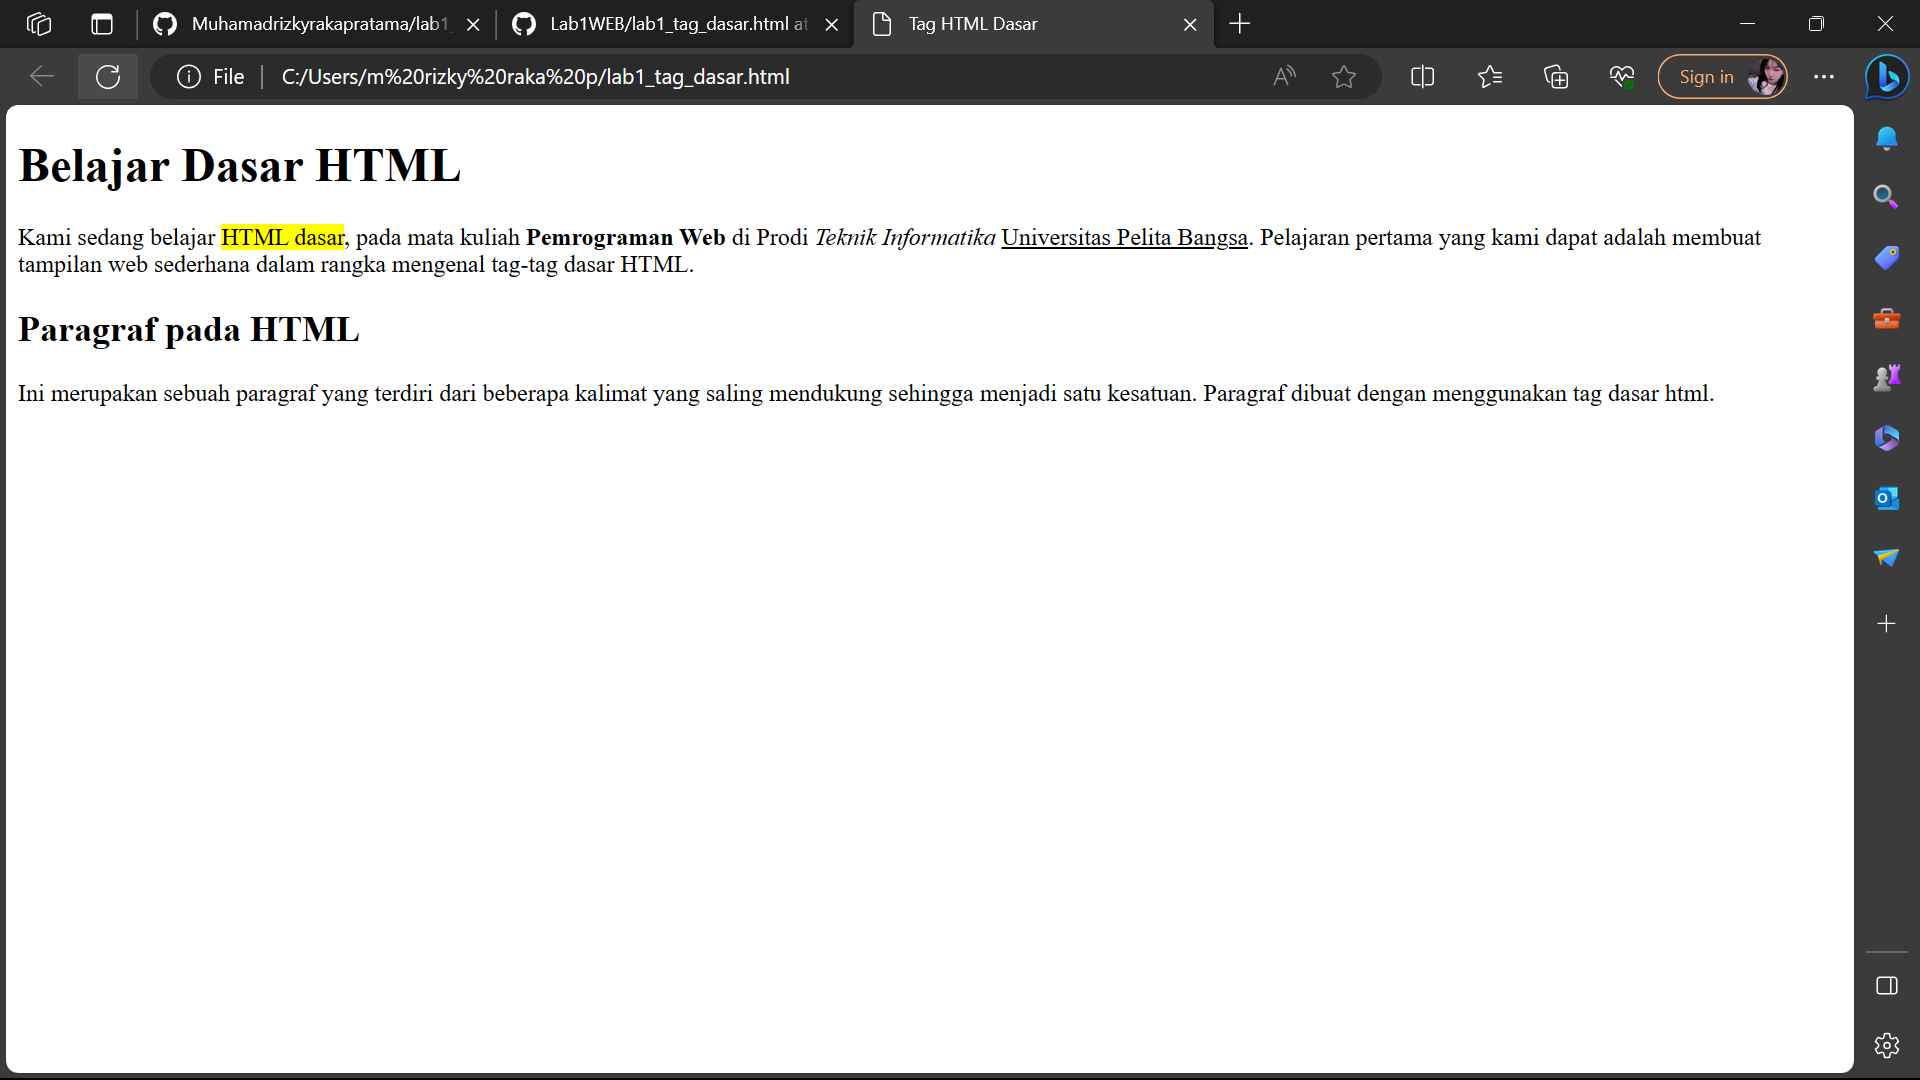 Muhamadrizkyrakapratama/lab1_
Lab1WEB/lab1_tag_dasar.html at
Tag HTML Dasar
File
C:/Users/m%20rizky%20raka%20p/lab1_tag_dasar.html
Sign in
Belajar Dasar HTML
Kami sedang belajar HTML dasar, pada mata kuliah Pemrograman Web di Prodi Teknik Informatika Universitas Pelita Bangsa. Pelajaran pertama yang kami dapat adalah membuat
tampilan web sederhana dalam rangka mengenal tag-tag dasar HTML.
Paragraf pada HTML
Ini merupakan sebuah paragraf yang terdiri dari beberapa kalimat yang saling mendukung sehingga menjadi satu kesatuan. Paragraf dibuat dengan menggunakan tag dasar html.